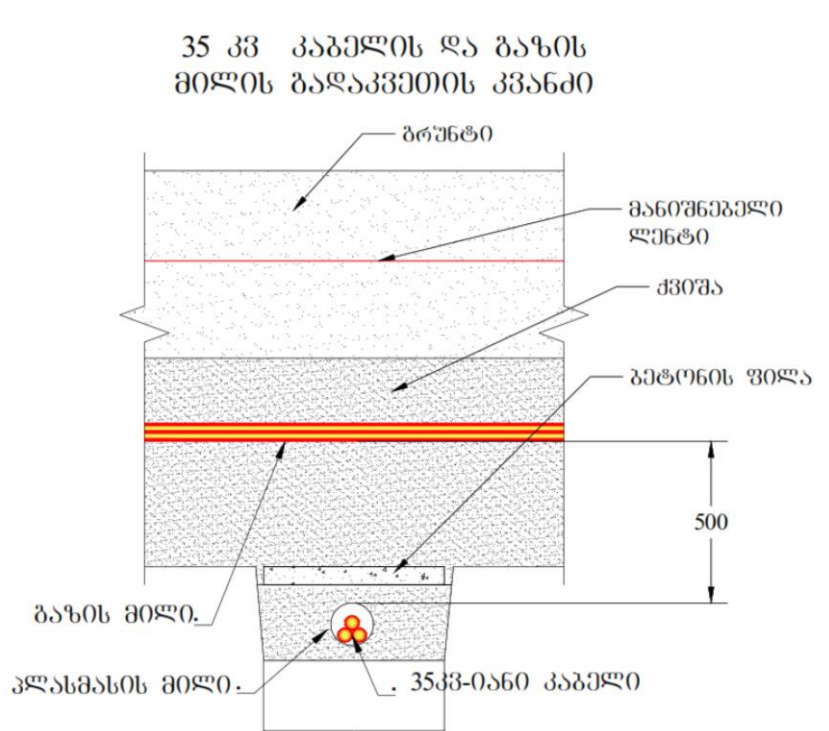 35 კვ კაბელის და გაზის
მილის გადაკვეთის კვანძი
გრუნტი
მანიშნებელი
ლენტი
ქვიშა
ბეტონის ფილა
500
გაზის მილი.
პლასმასის მილი.
. 35კვ-იანი კაბელი